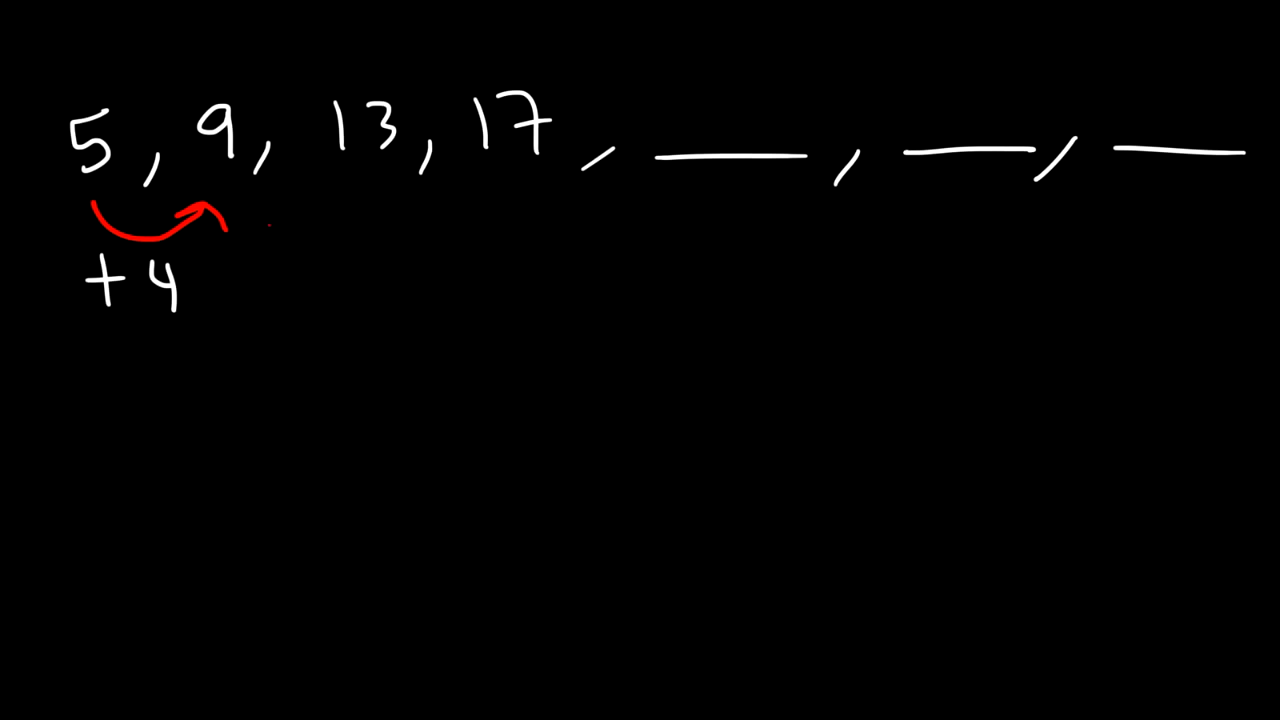 5, 9, 13, 17, ___, ___, ___
+4